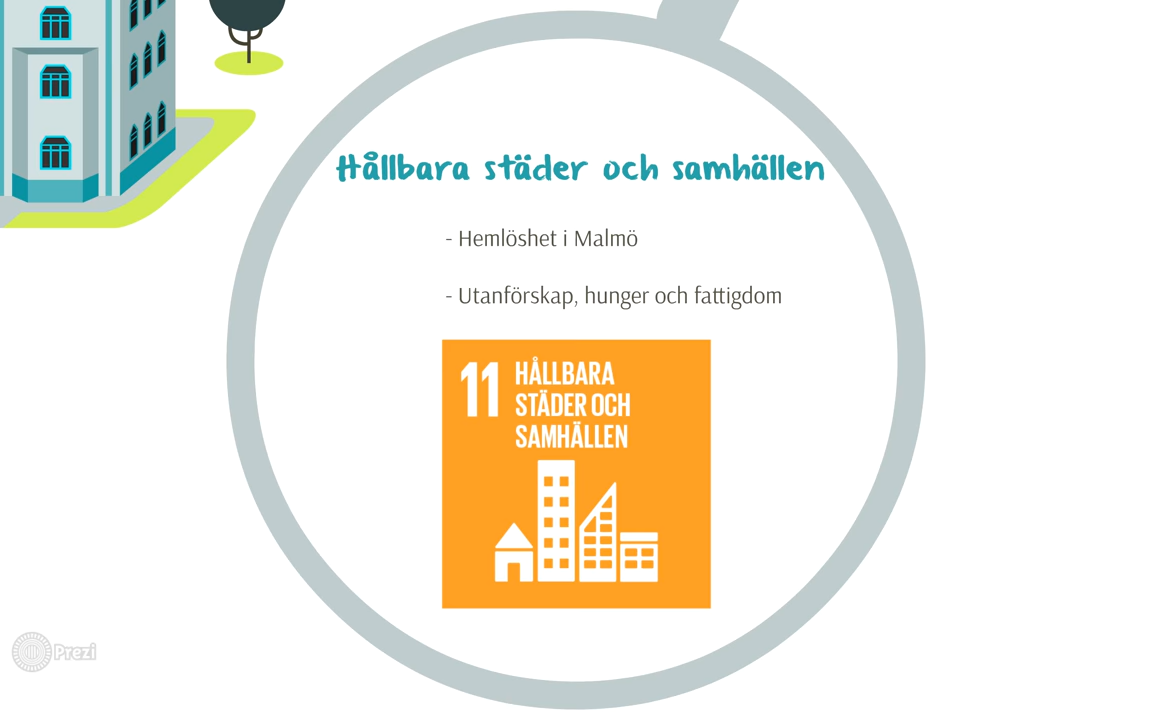 Hållbara städer och samhällen
- Hemlöshet i Malmö
- Utanförskap, hunger och fattigdom
11 HÅLLBARA
STÄDER OCH
SAMHÄLLEN
Prezi